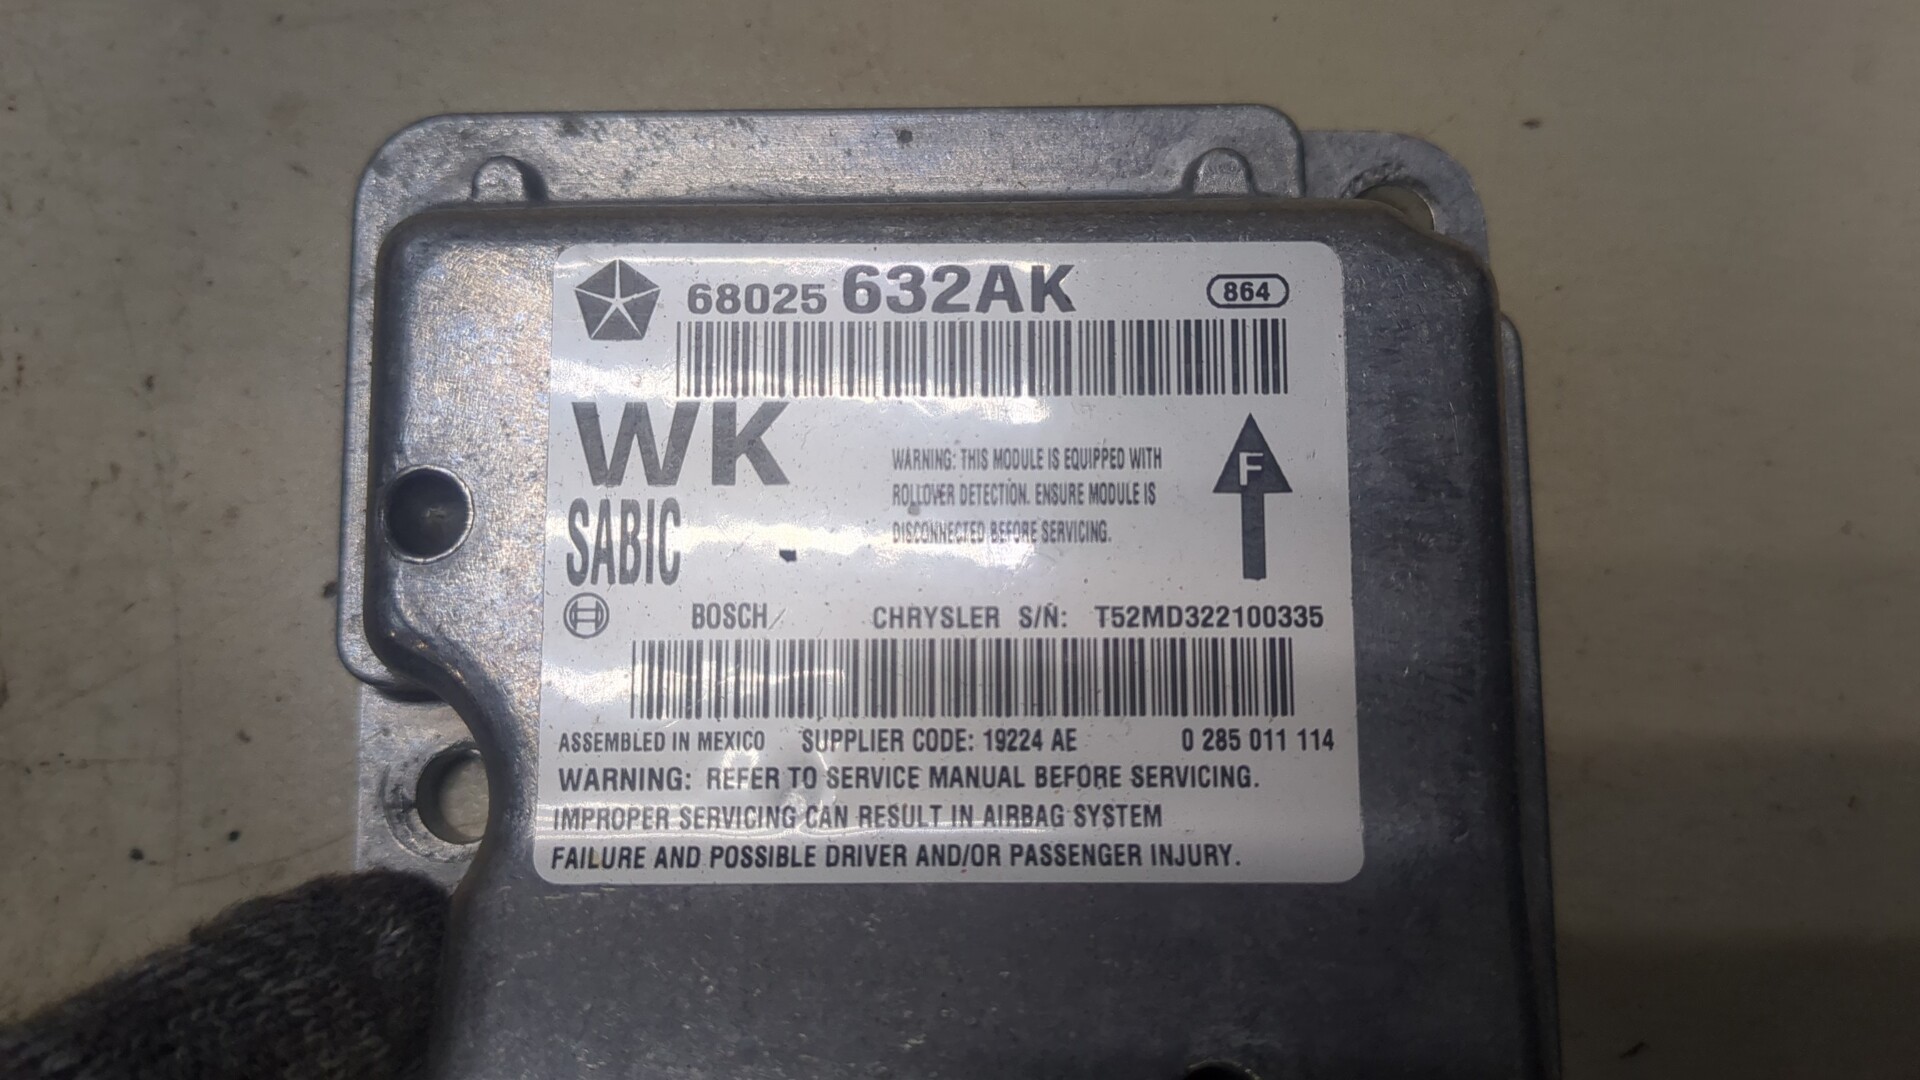 68025 632AK 864
WK
WARNING: THIS MODULE IS EQUIPPED WITH
ROLLOVER DETECTION. ENSURE MODULE IS
DISCONNECTED BEFORE SERVICING.
F
SABIC
BOSCH CHRYSLER S/N: T52MD322100335
ASSEMBLED IN MEXICO SUPPLIER CODE: 19224 AE 0 285 011 114
WARNING: REFER TO SERVICE MANUAL BEFORE SERVICING.
IMPROPER SERVICING CAN RESULT IN AIRBAG SYSTEM
FAILURE AND POSSIBLE DRIVER AND/OR PASSENGER INJURY.